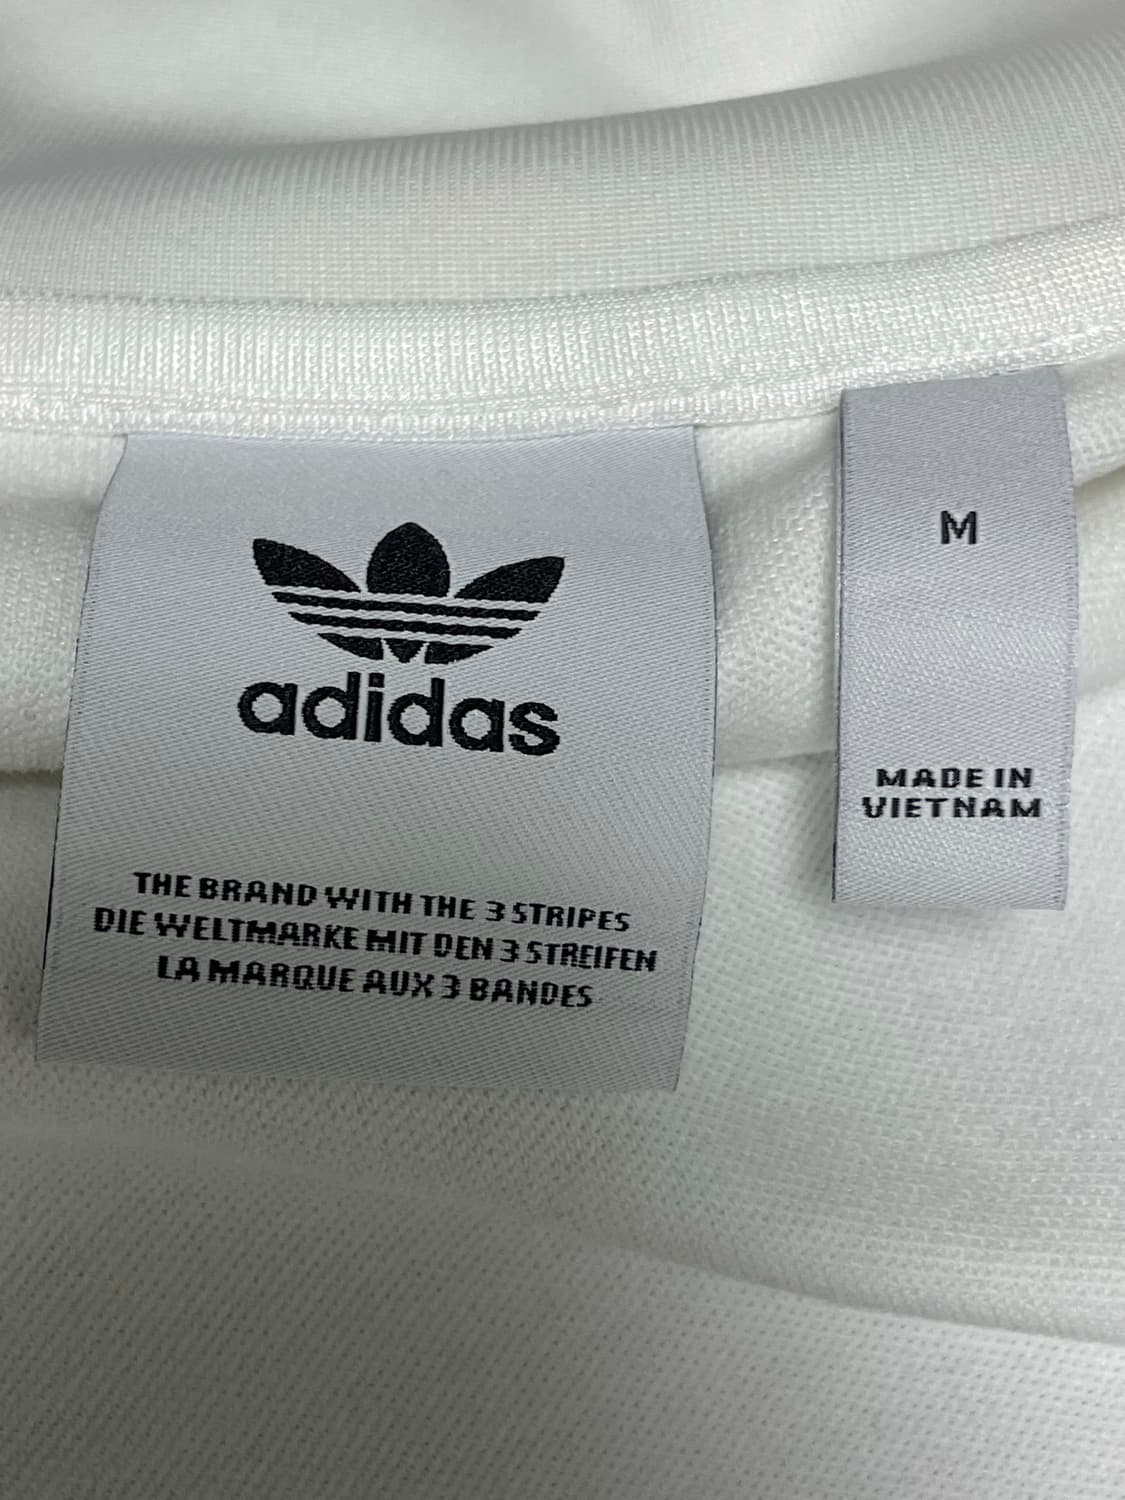 adidas
THE BRAND WITH THE 3 STRIPES
DIE WELTMARKE MIT DEN 3 STREIFEN
LA MARQUE AUX 3 BANDES
M
MADE IN
VIETNAM